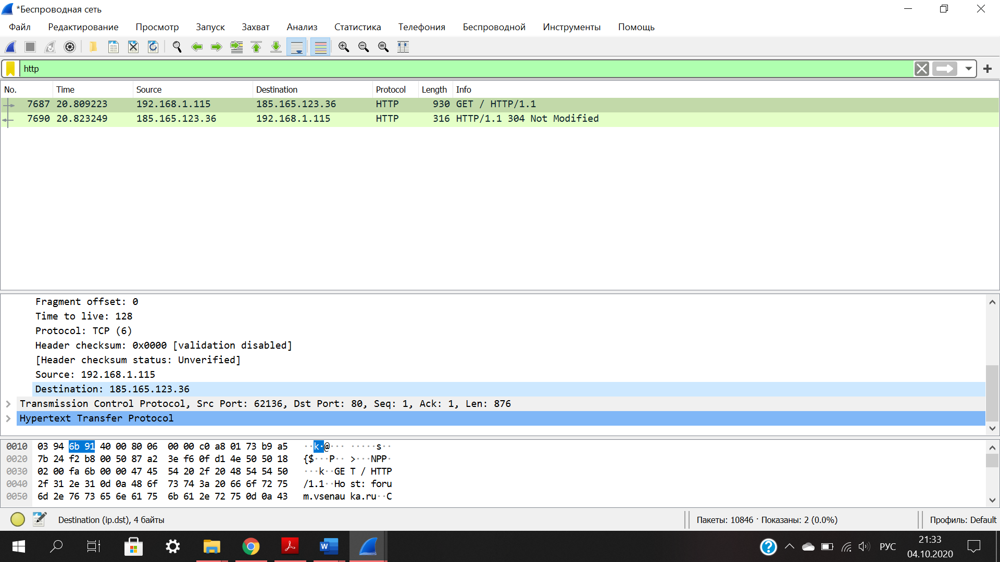 *Беспроводная сеть
Файл Редактирование Просмотр Запуск Захват Анализ Статистика Телефония Беспроводной Инструменты Помощь
http
No. Time Source Destination Protocol Length Info
7687 20.809223 192.168.1.115 185.165.123.36 HTTP 930 GET / HTTP/1.1
7690 20.823249 185.165.123.36 192.168.1.115 HTTP 316 HTTP/1.1 304 Not Modified
Fragment offset: 0
Time to live: 128
Protocol: TCP (6)
Header checksum: 0x0000 [validation disabled]
[Header checksum status: Unverified]
Source: 192.168.1.115
Destination: 185.165.123.36
Transmission Control Protocol, Src Port: 62136, Dst Port: 80, Seq: 1, Ack: 1, Len: 876
Hypertext Transfer Protocol
0010 03 94 6b 91 40 00 80 06 00 00 c0 a8 01 73 b9 a5 ··k·@··· ·····s··
0020 7b 24 f2 b8 00 50 87 a2 3e f6 0f d1 4e 50 50 18 {$···P·· >···NPP·
0030 02 00 fa 6b 00 00 47 45 54 20 2f 20 48 54 54 50 ···k··GE T / HTTP
0040 2f 31 2e 31 0d 0a 48 6f 73 74 3a 20 66 6f 72 75 /1.1··Ho st: foru
0050 6d 2e 76 73 65 6e 61 75 6b 61 2e 72 75 0d 0a 43 m.vsenau ka.ru··C
Destination (ip.dst), 4 байты Пакеты: 10846 · Показаны: 2 (0.0%) Профиль: Default
РУС 21:33
04.10.2020